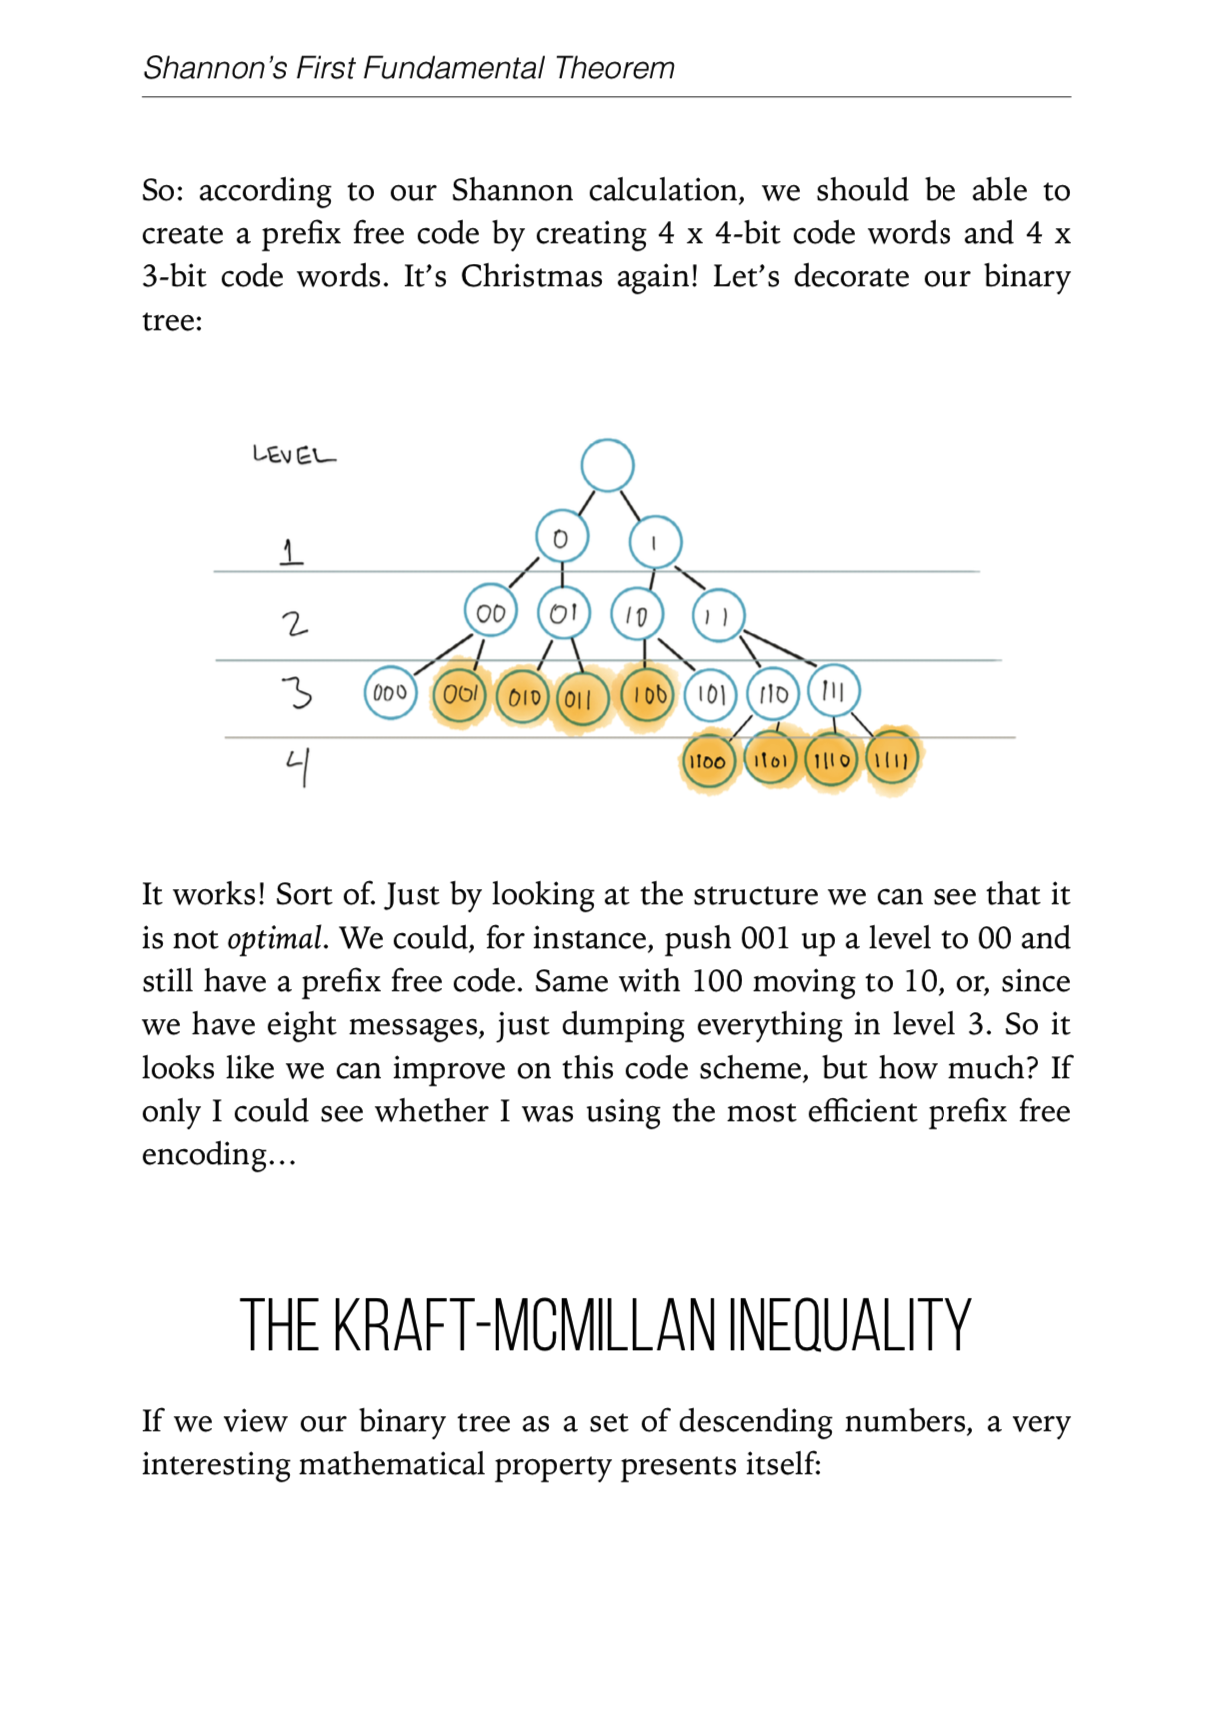 Shannon's First Fundamental Theorem
So: according to our Shannon calculation, we should be able to
create a prefix free code by creating 4 x 4-bit code words and 4 x
3-bit code words. It's Christmas again! Let's decorate our binary
tree:
LEVEL
1
0 1
2
00 01 10 11
3
000 001 010 011 100 101 110 111
4
1100 1101 1110 1111
It works! Sort of. Just by looking at the structure we can see that it
is not optimal. We could, for instance, push 001 up a level to 00 and
still have a prefix free code. Same with 100 moving to 10, or, since
we have eight messages, just dumping everything in level 3. So it
looks like we can improve on this code scheme, but how much? If
only I could see whether I was using the most efficient prefix free
encoding…
THE KRAFT-MCMILLAN INEQUALITY
If we view our binary tree as a set of descending numbers, a very
interesting mathematical property presents itself: